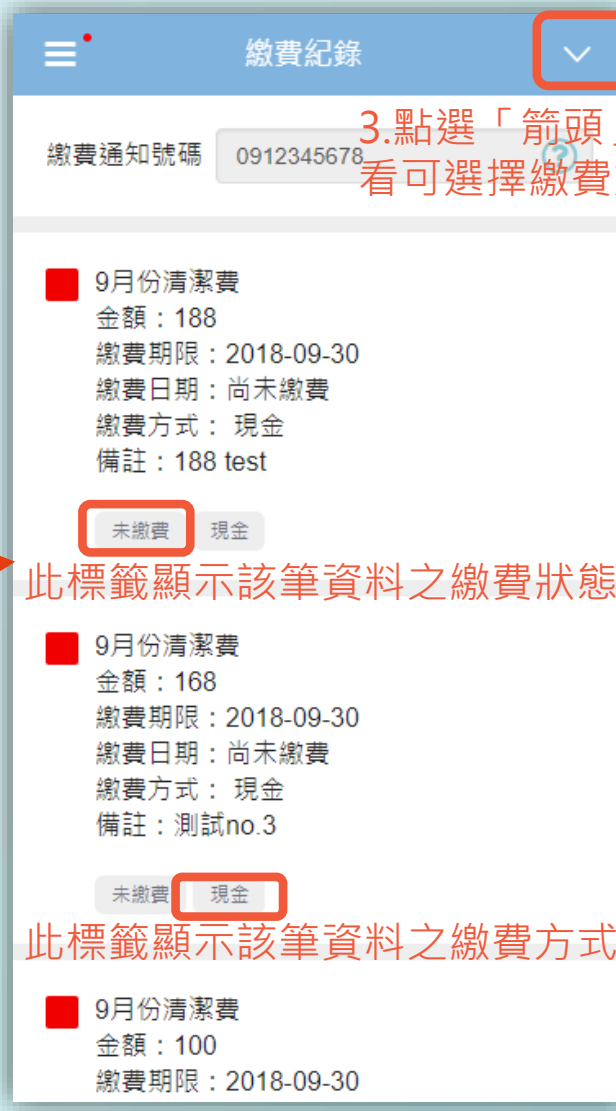 繳費紀錄
繳費通知號碼 0912345678
3.點選「箭頭」
看可選擇繳費
9月份清潔費
金額：188
繳費期限：2018-09-30
繳費日期：尚未繳費
繳費方式： 現金
備註：188 test
未繳費 現金
此標籤顯示該筆資料之繳費狀態
9月份清潔費
金額：168
繳費期限：2018-09-30
繳費日期：尚未繳費
繳費方式： 現金
備註：測試no.3
未繳費 現金
此標籤顯示該筆資料之繳費方式
9月份清潔費
金額：100
繳費期限：2018-09-30